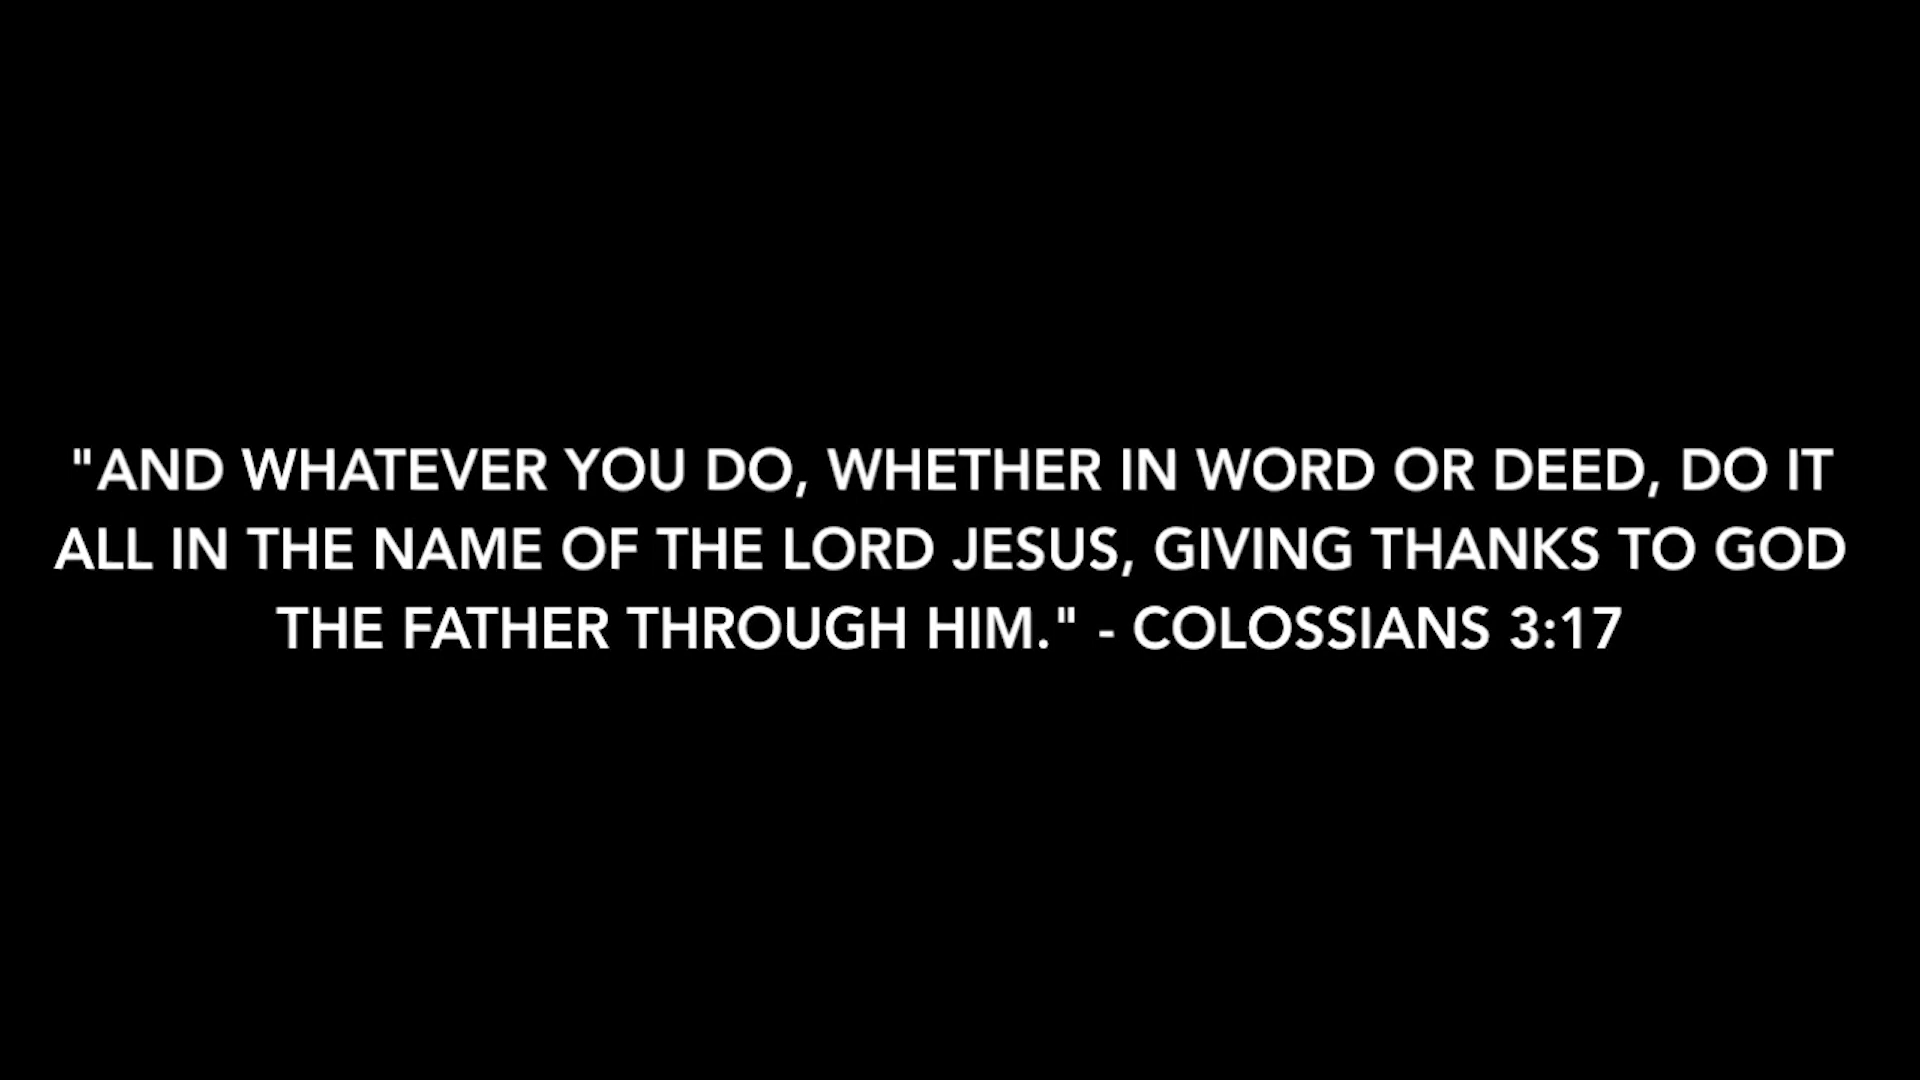 "AND WHATEVER YOU DO, WHETHER IN WORD OR DEED, DO IT
ALL IN THE NAME OF THE LORD JESUS, GIVING THANKS TO GOD
THE FATHER THROUGH HIM." - COLOSSIANS 3:17